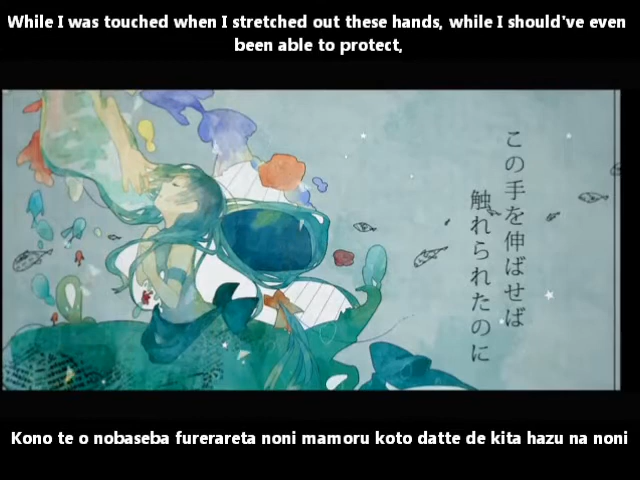 While I was touched when I stretched out these hands, while I should've even
been able to protect,
この手を伸ばせば
触れられたのに
Kono te o nobaseba furerareta noni mamoru koto datte de kita hazu na noni